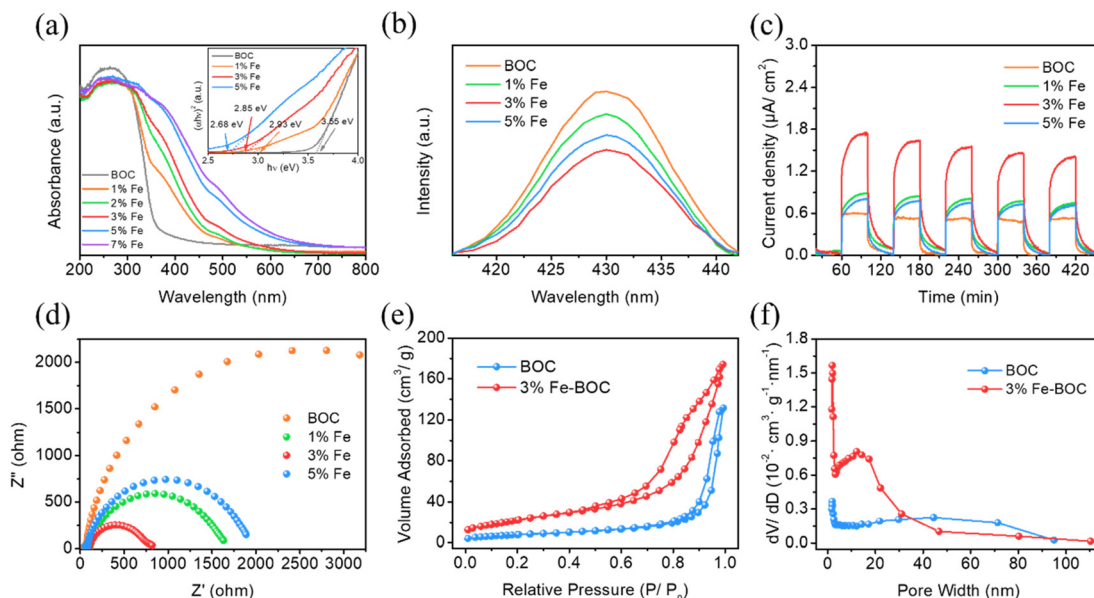 (a)
BOC
1% Fe
3% Fe
5% Fe
(αhν)² (a.u.)
2.85 eV
2.68 eV
2.93 eV
3.55 eV
2.5 3.0 3.5 4.0
hν (eV)
Absorbance (a.u.)
BOC
1% Fe
2% Fe
3% Fe
5% Fe
7% Fe
200 300 400 500 600 700 800
Wavelength (nm)
(b)
BOC
1% Fe
3% Fe
5% Fe
Intensity (a.u.)
420 425 430 435 440
Wavelength (nm)
(c)
3.0
2.4
1.8
1.2
0.6
0.0
Current density (μA/ cm²)
BOC
1% Fe
3% Fe
5% Fe
60 120 180 240 300 360 420
Time (min)
(d)
2000
1500
1000
500
0
Z'' (ohm)
BOC
1% Fe
3% Fe
5% Fe
0 500 1000 1500 2000 2500 3000
Z' (ohm)
(e)
200
160
120
80
40
0
Volume Adsorbed (cm³/ g)
BOC
3% Fe-BOC
0.0 0.2 0.4 0.6 0.8 1.0
Relative Pressure (P/ P₀)
(f)
1.8
1.5
1.2
0.9
0.6
0.3
0.0
dV/ dD (10⁻²· cm³· g⁻¹·nm⁻¹)
BOC
3% Fe-BOC
0 20 40 60 80 100
Pore Width (nm)